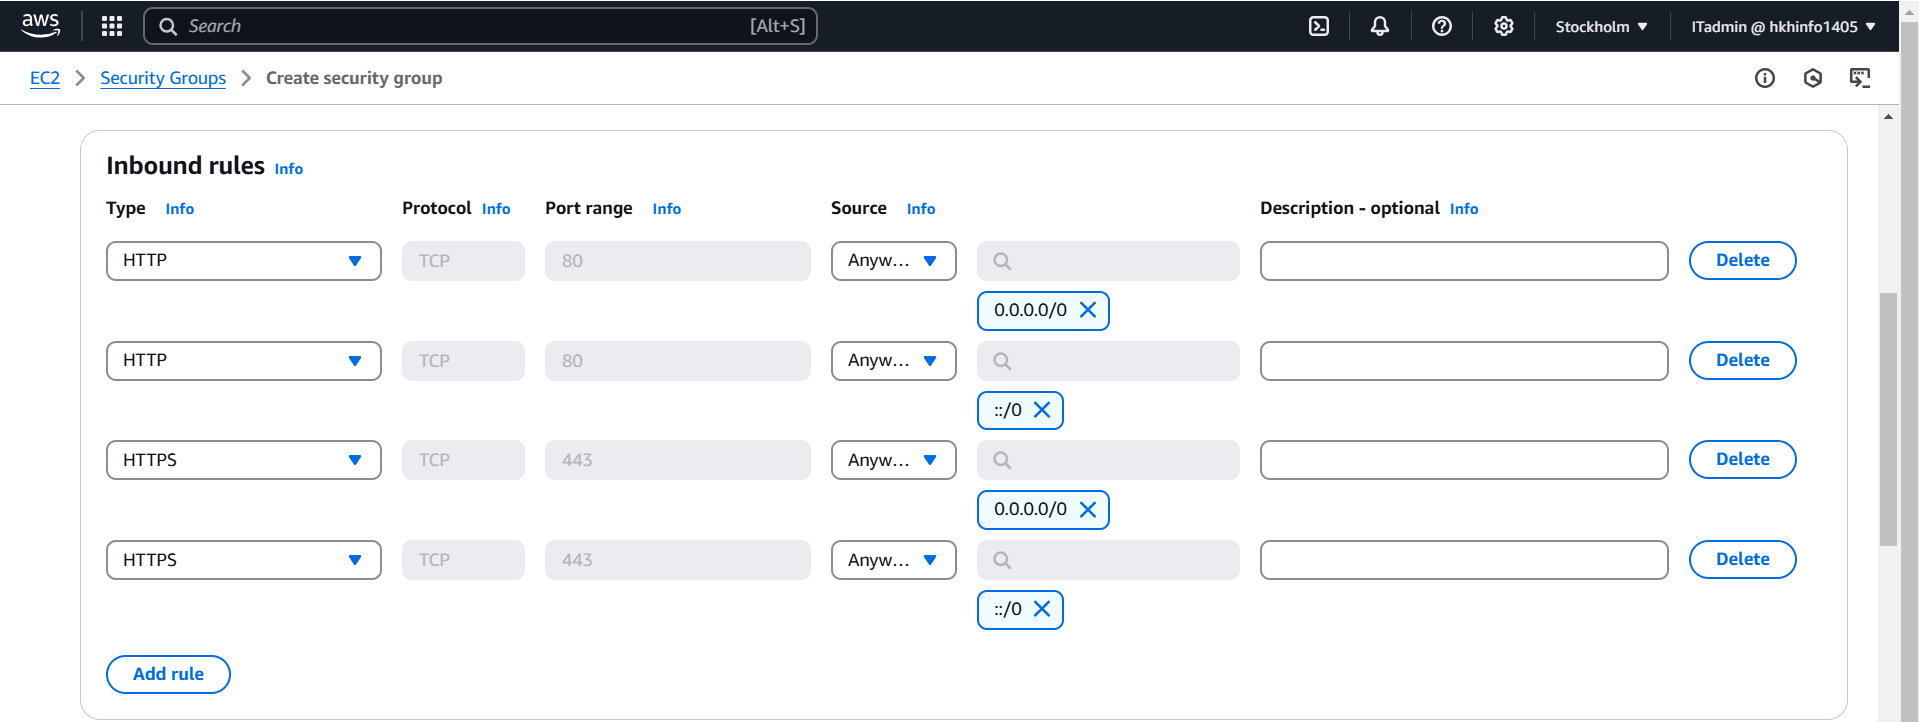 aws Search [Alt+S] Stockholm ITadmin @ hkhinfo1405
EC2 Security Groups Create security group
Inbound rules Info
Type Info Protocol Info Port range Info Source Info Description - optional Info
HTTP TCP 80 Anyw... Delete
0.0.0.0/0
HTTP TCP 80 Anyw... Delete
::/0
HTTPS TCP 443 Anyw... Delete
0.0.0.0/0
HTTPS TCP 443 Anyw... Delete
::/0
Add rule